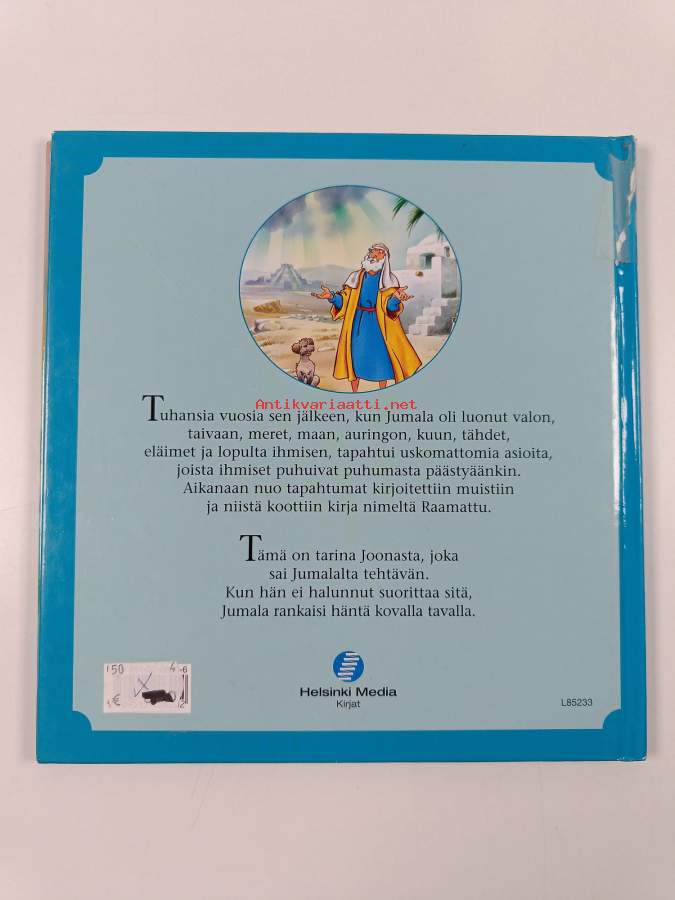 Antikvariaatti.net
Tuhansia vuosia sen jälkeen, kun Jumala oli luonut valon,
taivaan, meret, maan, auringon, kuun, tähdet,
eläimet ja lopulta ihmisen, tapahtui uskomattomia asioita,
joista ihmiset puhuivat puhumasta päästyäänkin.
Aikanaan nuo tapahtumat kirjoitettiin muistiin
ja niistä koottiin kirja nimeltä Raamattu.
Tämä on tarina Joonasta, joka
sai Jumalalta tehtävän.
Kun hän ei halunnut suorittaa sitä,
Jumala rankaisi häntä kovalla tavalla.
Helsinki Media
Kirjat
L85233